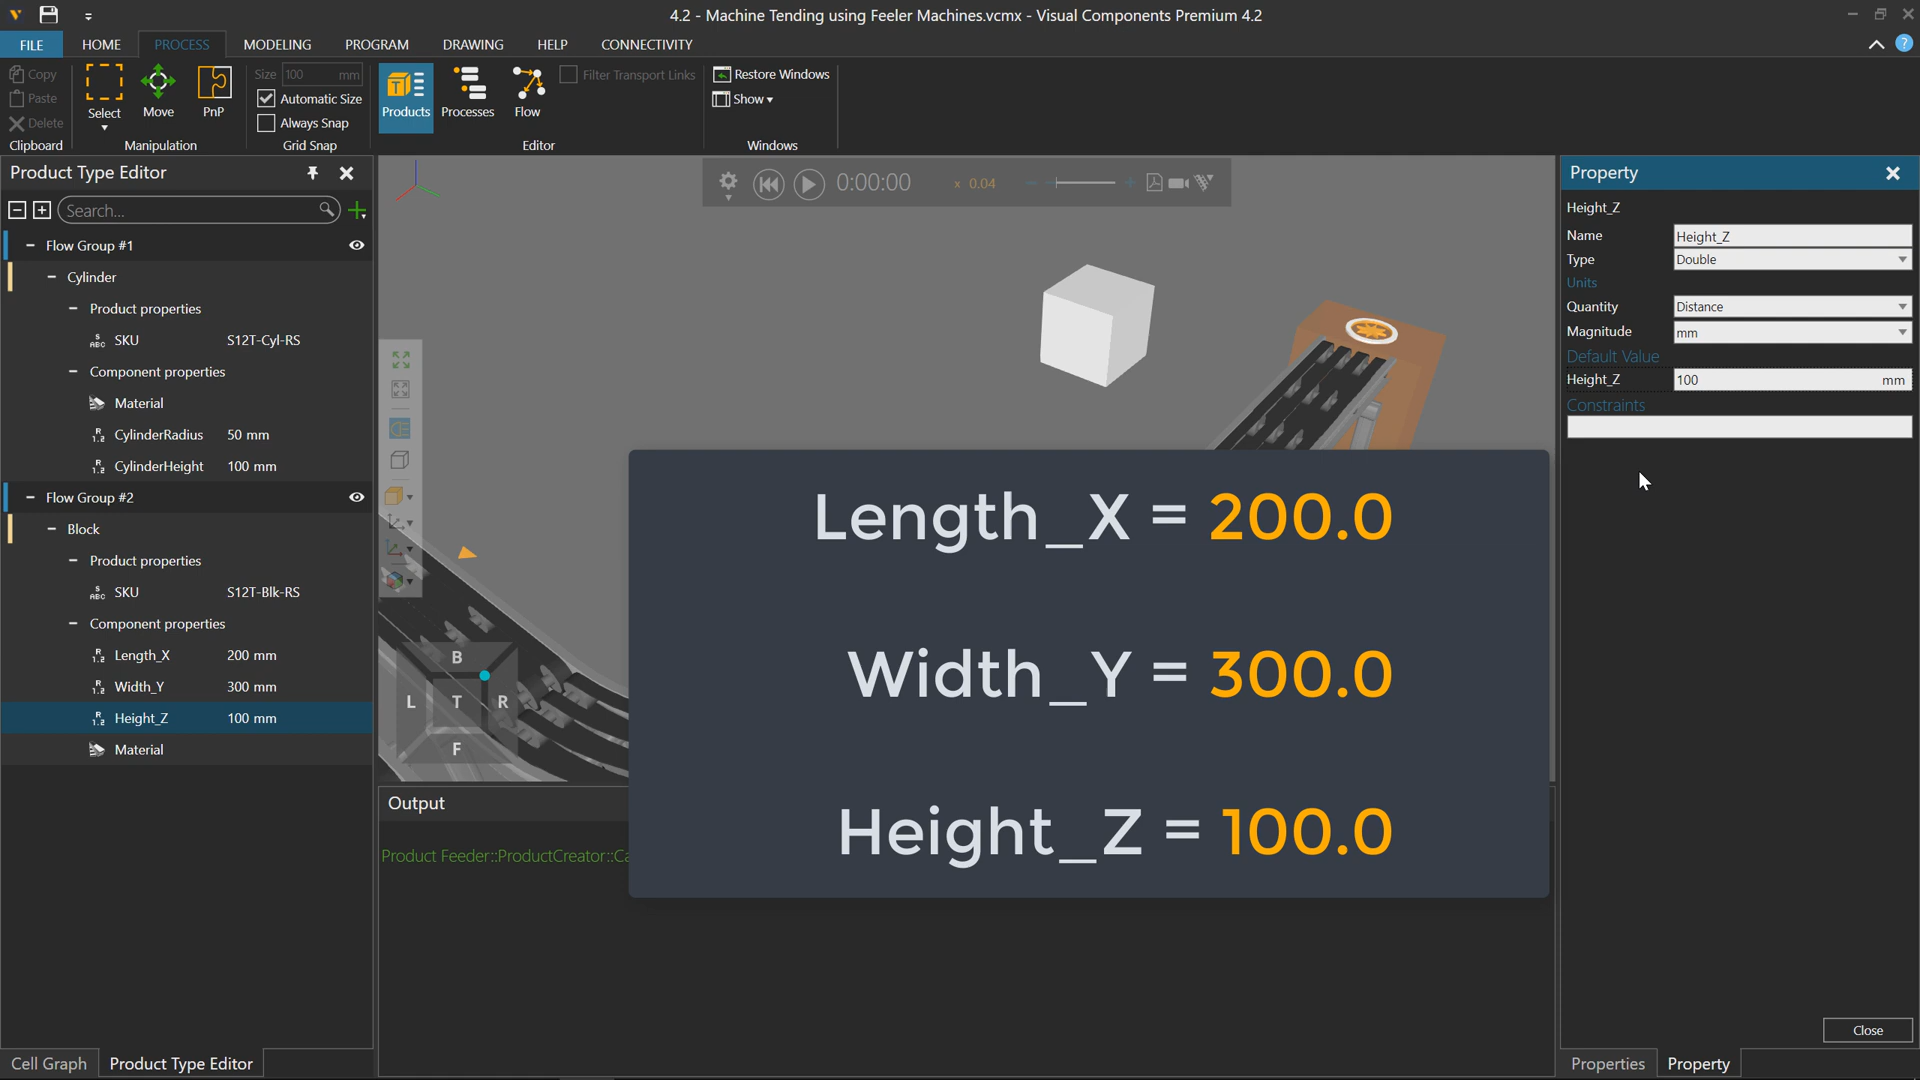 4.2 - Machine Tending using Feeler Machines.vcmx - Visual Components Premium 4.2
FILE HOME PROCESS MODELING PROGRAM DRAWING HELP CONNECTIVITY
Copy
Paste
Delete
Clipboard
Select
Move
PnP
Manipulation
Size 100 mm
Automatic Size
Always Snap
Grid Snap
Products
Processes
Flow
Filter Transport Links
Editor
Restore Windows
Show
Windows
Product Type Editor
Search...
Flow Group #1
Cylinder
Product properties
SKU S12T-Cyl-RS
Component properties
Material
CylinderRadius 50 mm
CylinderHeight 100 mm
Flow Group #2
Block
Product properties
SKU S12T-Blk-RS
Component properties
Length_X 200 mm
Width_Y 300 mm
Height_Z 100 mm
Material
Cell Graph
Product Type Editor
0:00:00
x 0.04
B
L T R
F
Length_X = 200.0
Width_Y = 300.0
Height_Z = 100.0
Output
Product Feeder::ProductCreator::Ca
Property
Height_Z
Name Height_Z
Type Double
Units
Quantity Distance
Magnitude mm
Default Value
Height_Z 100 mm
Constraints
Close
Properties
Property